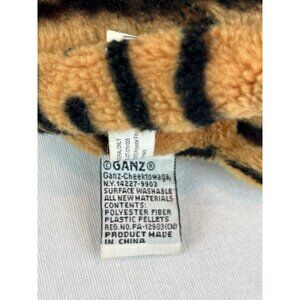 ©GANZ®
Ganz-Cheektowaga,
N.Y. 14227-9903
SURFACE WASHABLE
ALL NEW MATERIALS
CONTENTS:
POLYESTER FIBER
PLASTIC PELLETS
REG.NO.PA-12903(CN)
PRODUCT MADE
IN CHINA